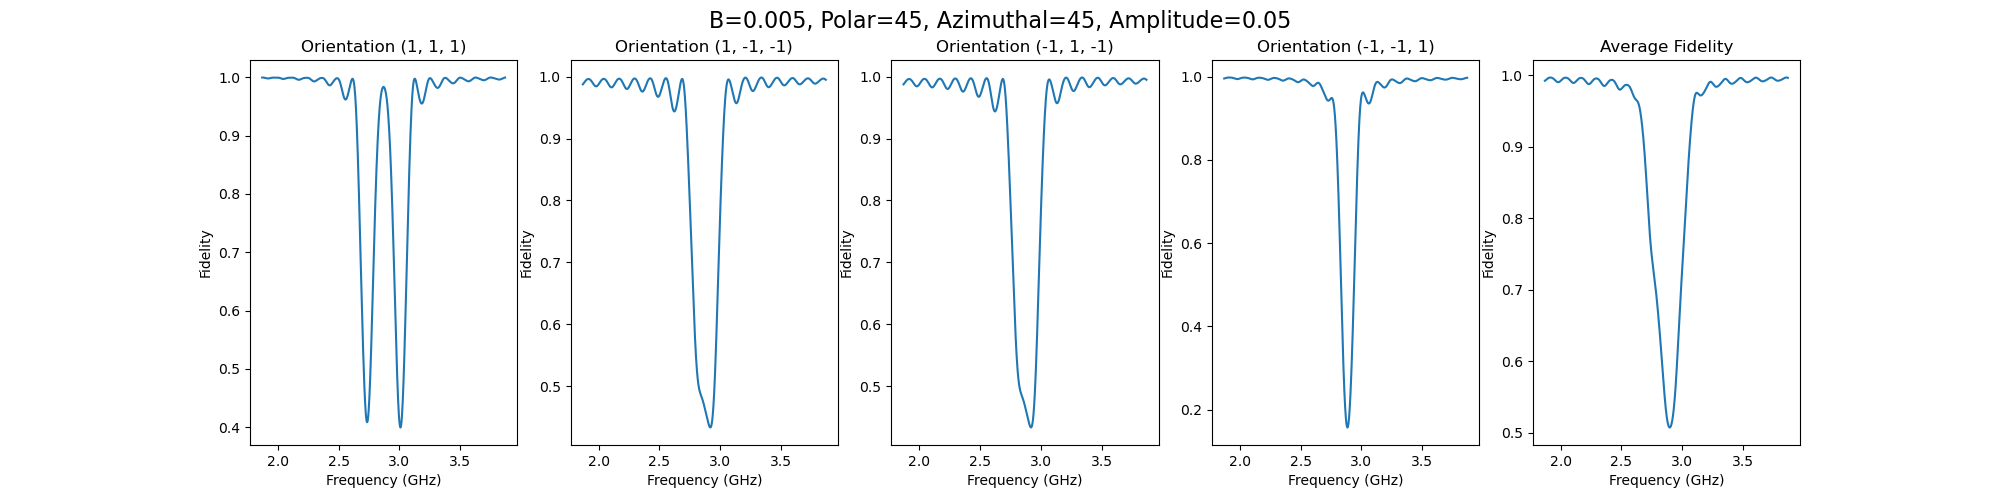 B=0.005, Polar=45, Azimuthal=45, Amplitude=0.05
Orientation (1, 1, 1)
1.0
0.9
0.8
0.7
0.6
0.5
0.4
Fidelity
2.0 2.5 3.0 3.5
Frequency (GHz)
Orientation (1, -1, -1)
1.0
0.9
0.8
0.7
0.6
0.5
Fidelity
2.0 2.5 3.0 3.5
Frequency (GHz)
Orientation (-1, 1, -1)
1.0
0.9
0.8
0.7
0.6
0.5
Fidelity
2.0 2.5 3.0 3.5
Frequency (GHz)
Orientation (-1, -1, 1)
1.0
0.8
0.6
0.4
0.2
Fidelity
2.0 2.5 3.0 3.5
Frequency (GHz)
Average Fidelity
1.0
0.9
0.8
0.7
0.6
0.5
Fidelity
2.0 2.5 3.0 3.5
Frequency (GHz)